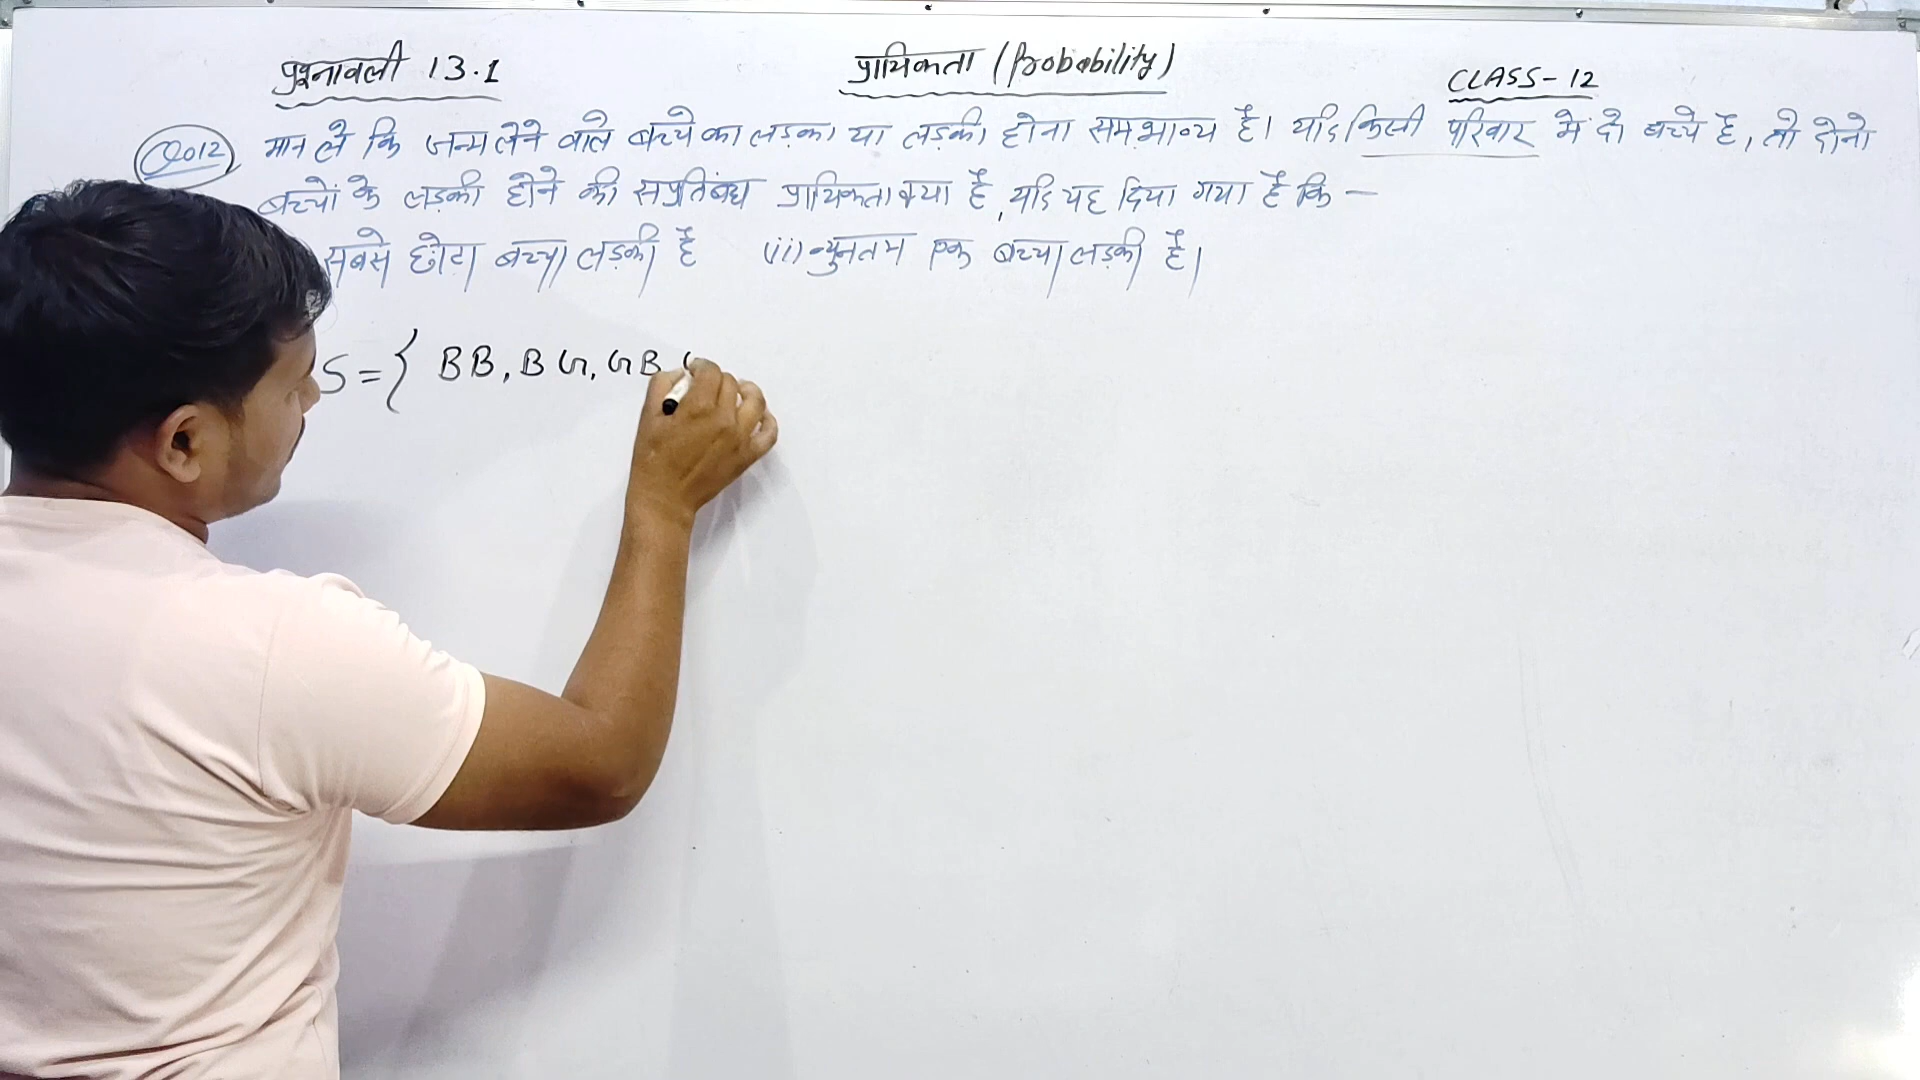 प्रश्नावली 13.1 प्रायिकता (Probability) CLASS-12
Q012 मान ले कि जन्म लेने वाले बच्चे का लड़का या लड़की होना समभाव्य है। यदि किसी परिवार में दो बच्चे है, तो दोनो
बच्चों के लड़की होने की सप्रतिबंध प्रायिकता क्या है, यदि यह दिया गया है कि —
सबसे छोटा बच्चा लड़की है (ii) न्युनतम एक बच्चा लड़की है।
S = { BB, BG, GB